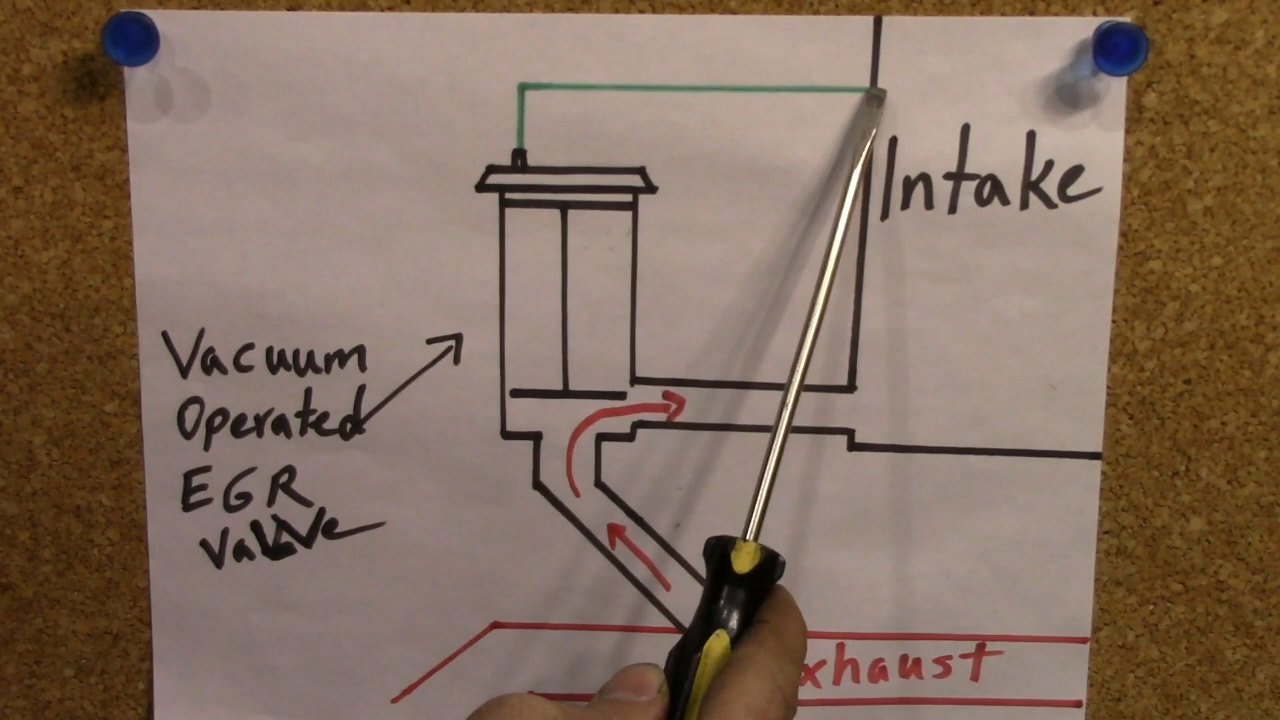 Intake
Vacuum
Operated
EGR
Valve
xhaust